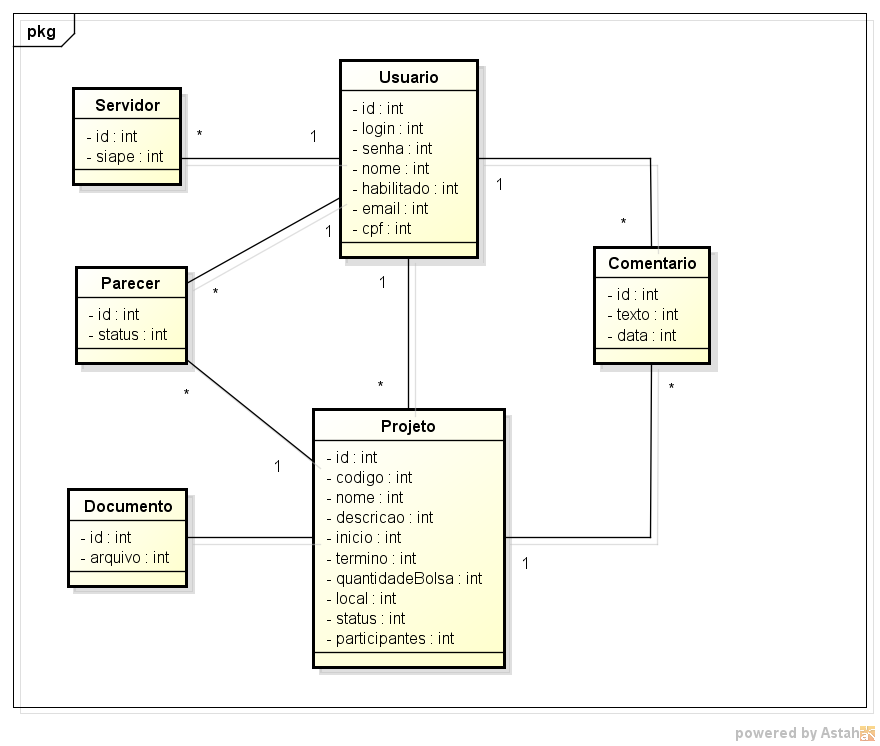 pkg
Usuario
- id : int
- login : int
- senha : int
- nome : int
- habilitado : int
- email : int
- cpf : int
Servidor
- id : int
- siape : int
*
1
1
*
Comentario
- id : int
- texto : int
- data : int
Parecer
- id : int
- status : int
1
*
1
*
*
1
*
Projeto
- id : int
- codigo : int
- nome : int
- descricao : int
- inicio : int
- termino : int
- quantidadeBolsa : int
- local : int
- status : int
- participantes : int
Documento
- id : int
- arquivo : int
1
powered by Astah